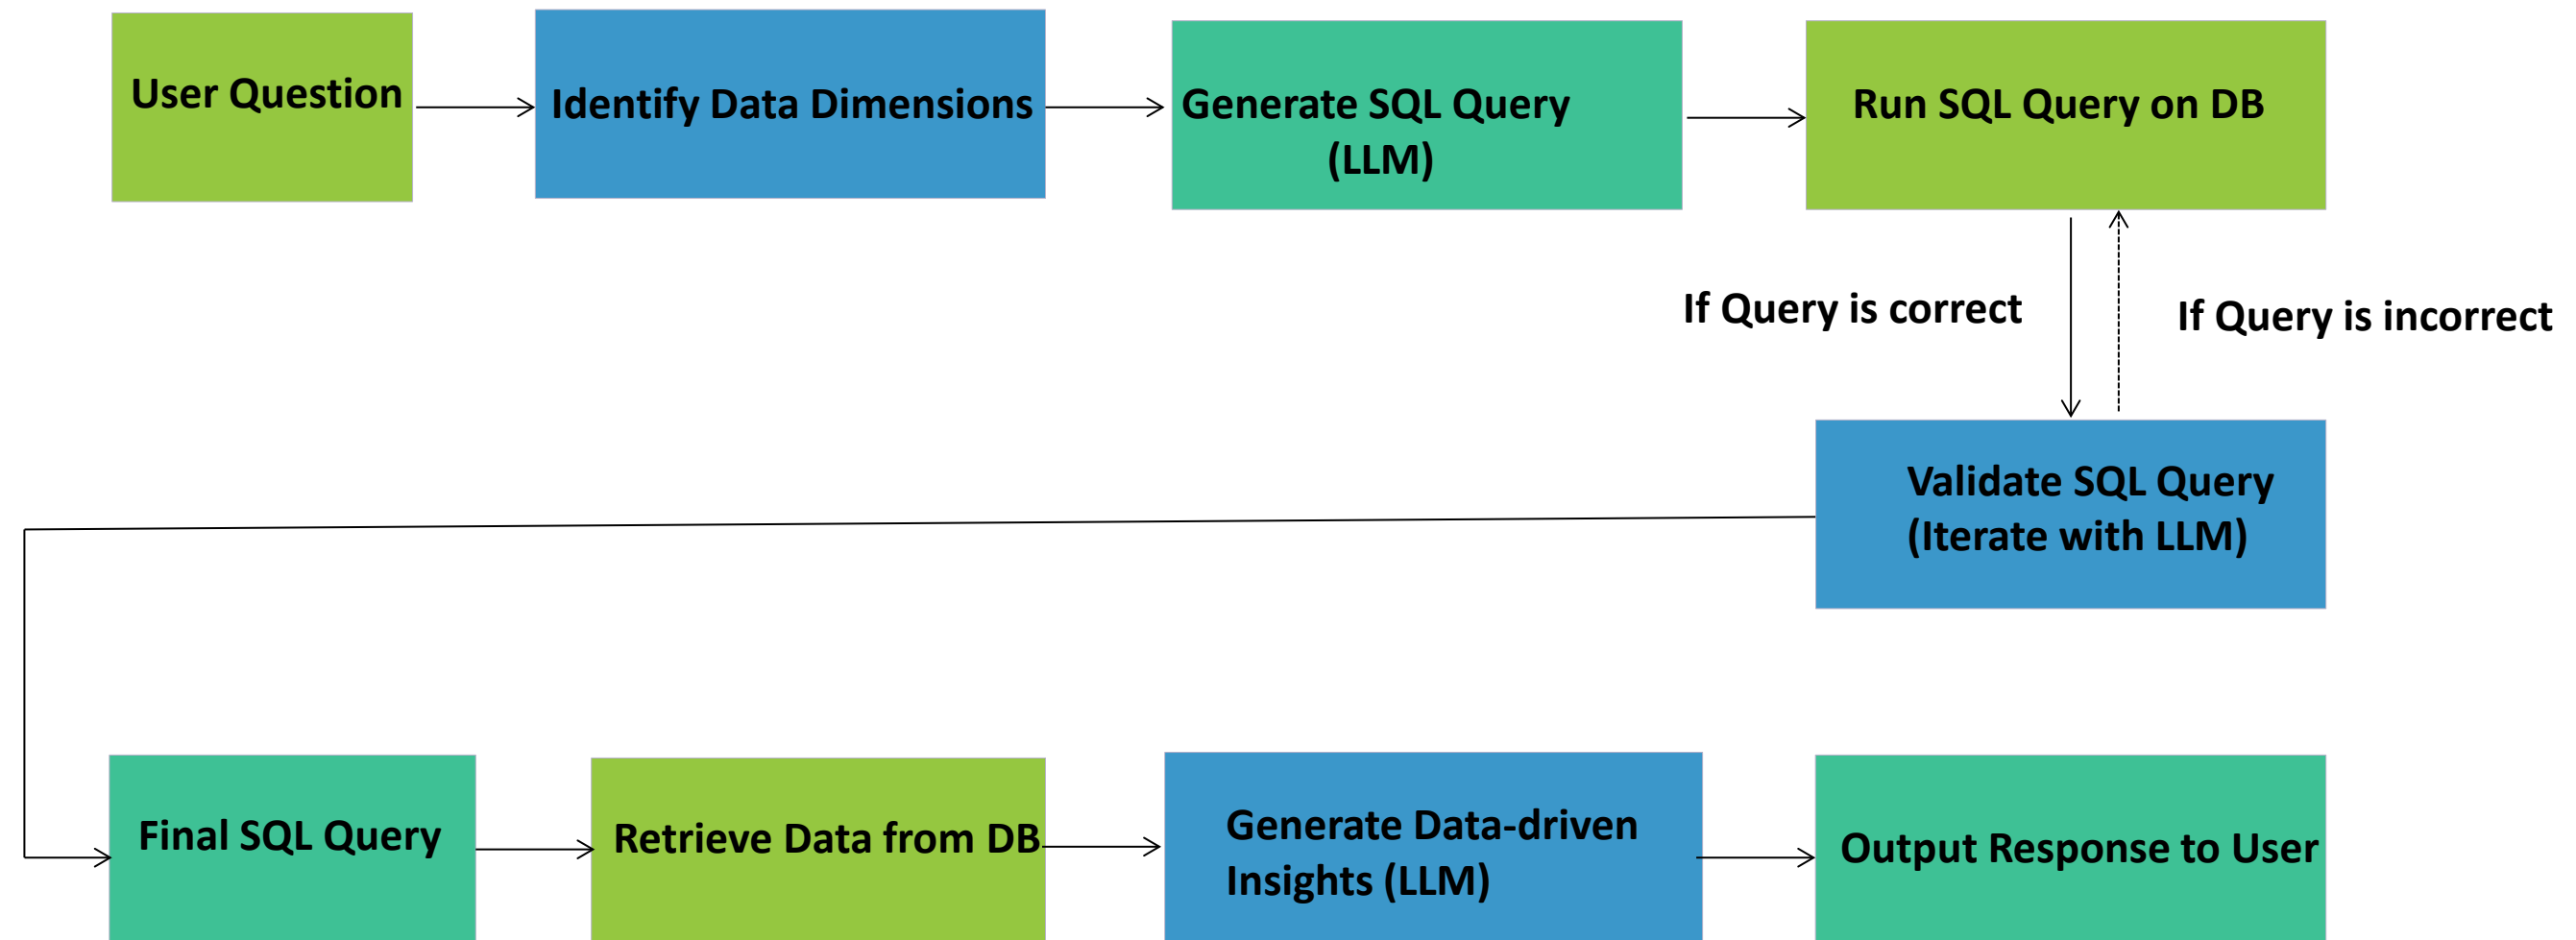 User Question
Identify Data Dimensions
Generate SQL Query
(LLM)
Run SQL Query on DB
If Query is correct
If Query is incorrect
Validate SQL Query
(Iterate with LLM)
Final SQL Query
Retrieve Data from DB
Generate Data-driven
Insights (LLM)
Output Response to User